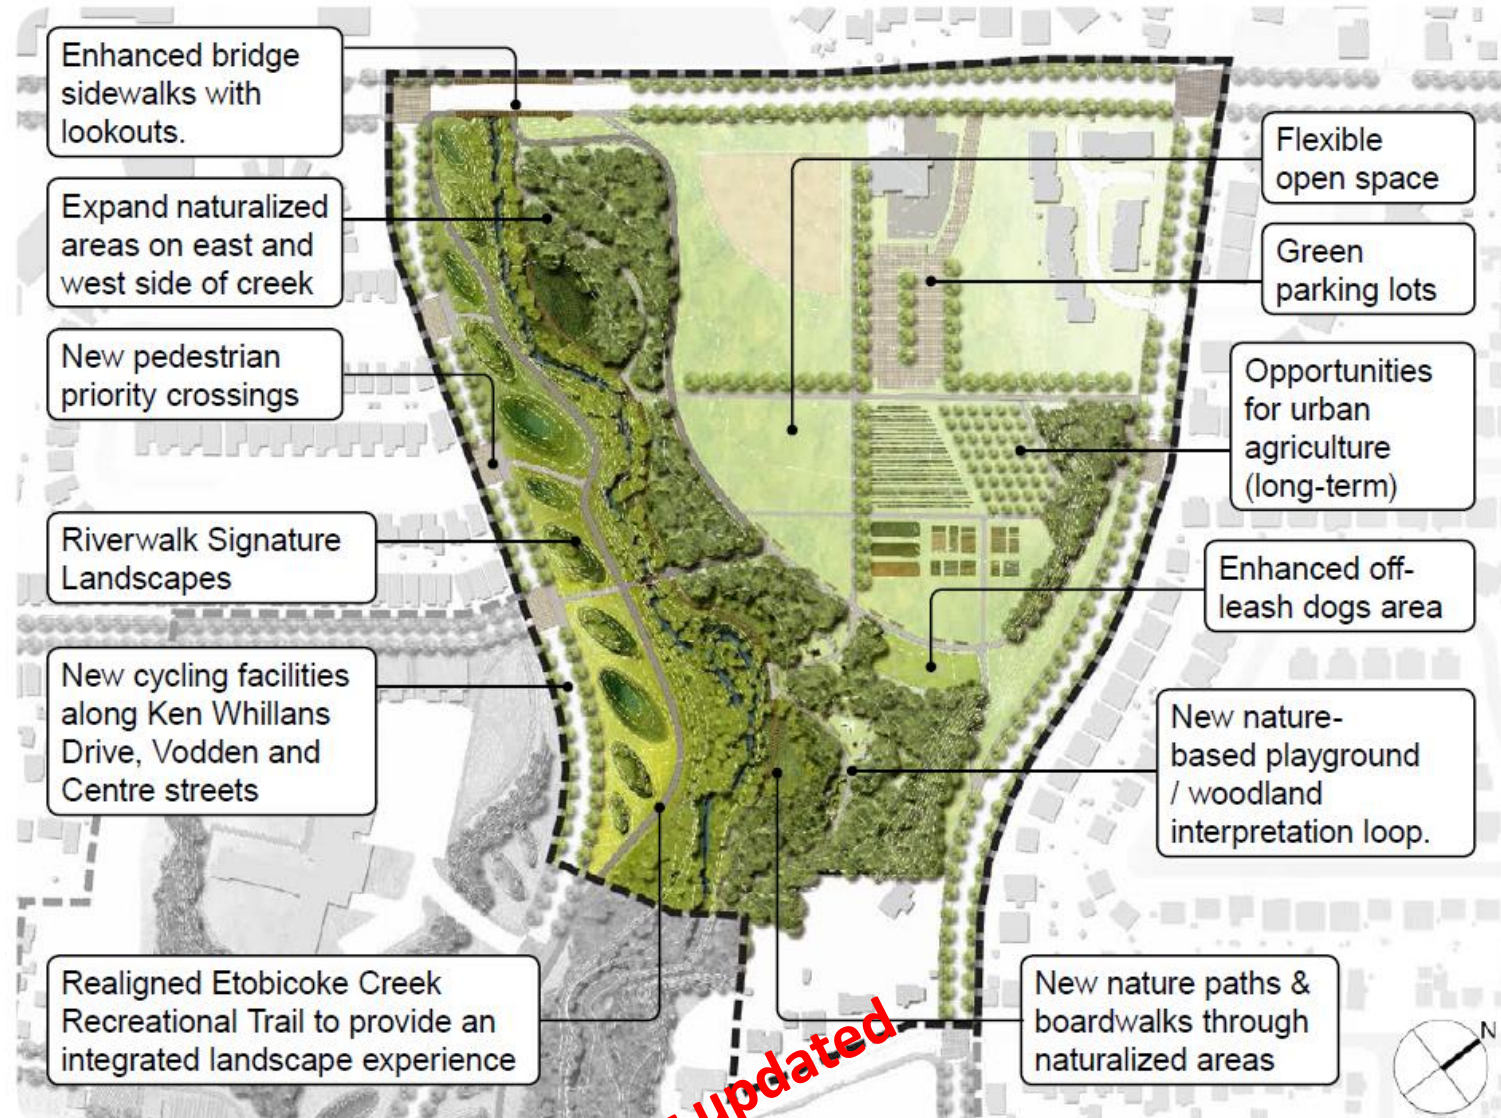 Enhanced bridge
sidewalks with
lookouts.
Expand naturalized
areas on east and
west side of creek
New pedestrian
priority crossings
Riverwalk Signature
Landscapes
New cycling facilities
along Ken Whillans
Drive, Vodden and
Centre streets
Realigned Etobicoke Creek
Recreational Trail to provide an
integrated landscape experience
Flexible
open space
Green
parking lots
Opportunities
for urban
agriculture
(long-term)
Enhanced off-
leash dogs area
New nature-
based playground
/ woodland
interpretation loop.
New nature paths &
boardwalks through
naturalized areas
N
updated